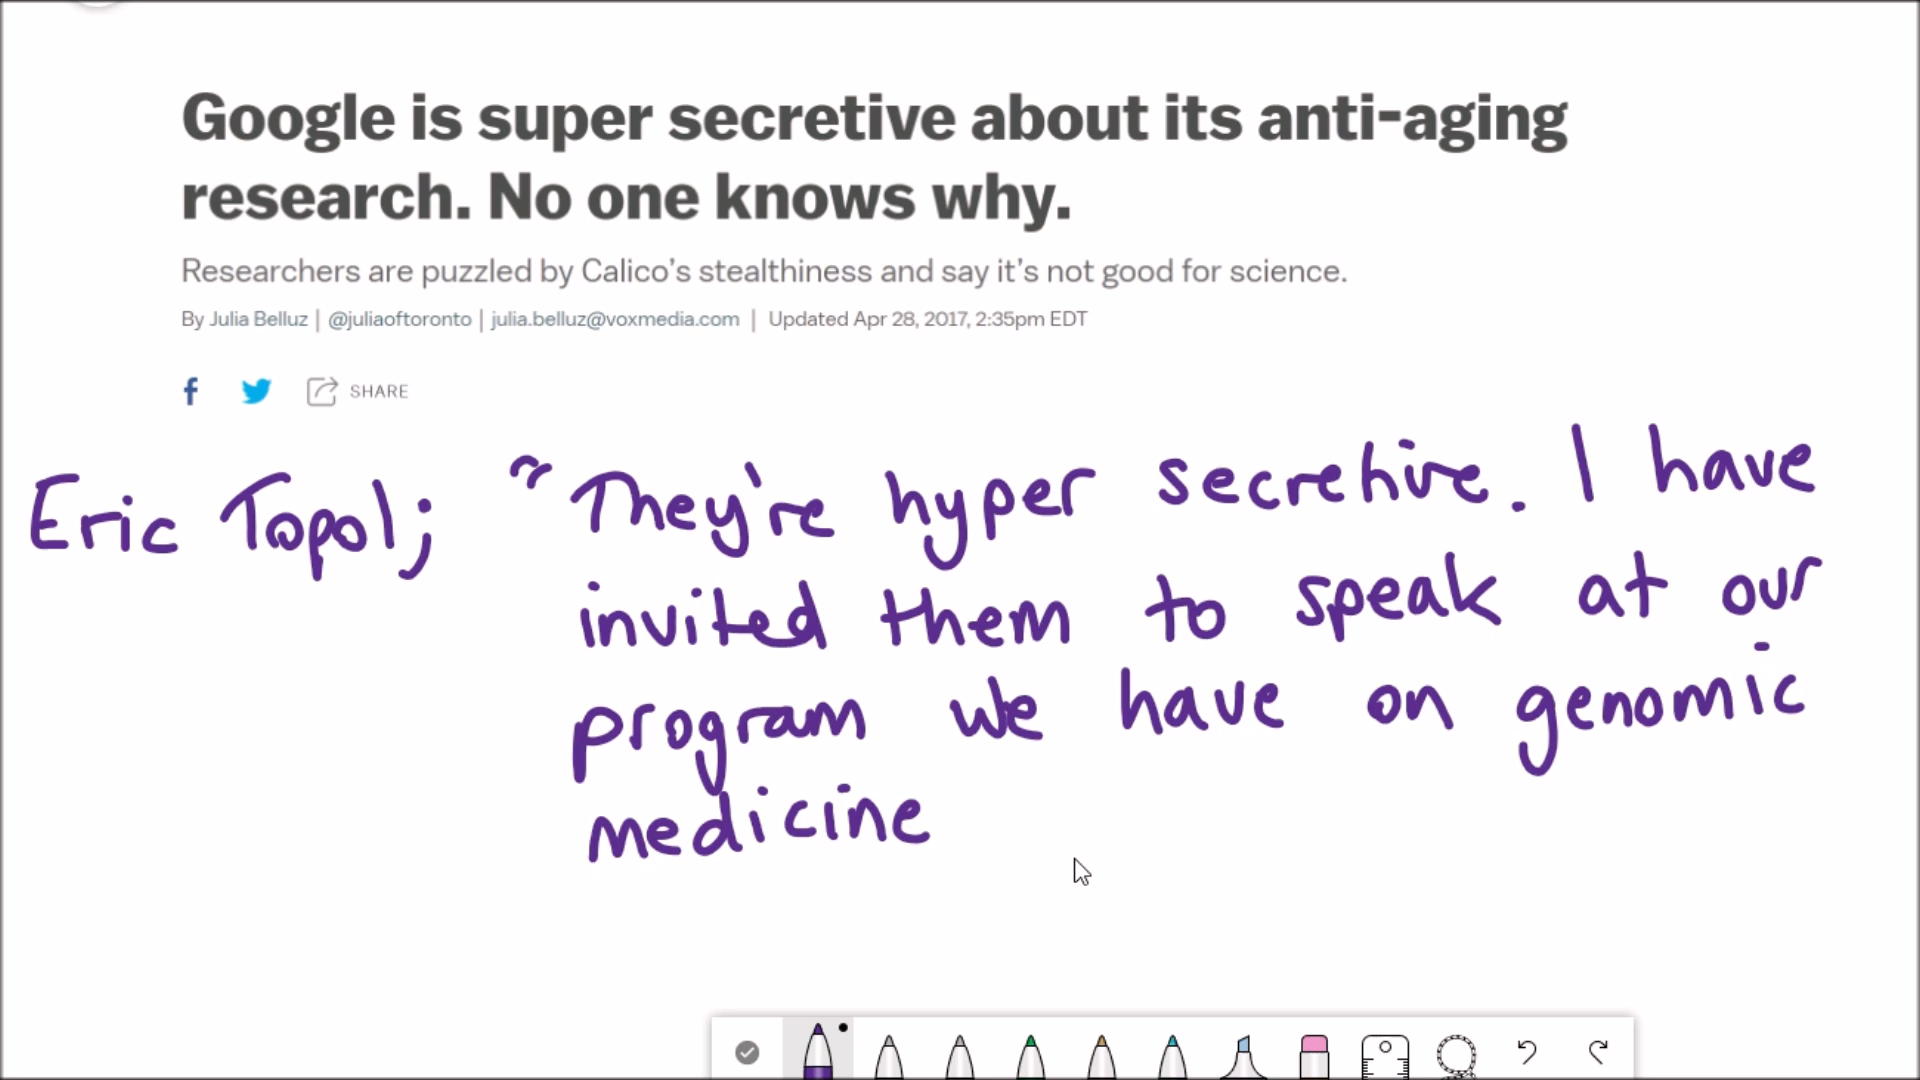 Google is super secretive about its anti-aging
research. No one knows why.
Researchers are puzzled by Calico's stealthiness and say it's not good for science.
By Julia Belluz | @juliaoftoronto | julia.belluz@voxmedia.com | Updated Apr 28, 2017, 2:35pm EDT
SHARE
Eric Topol; "They're hyper secretive. I have
invited them to speak at our
program we have on genomic
medicine